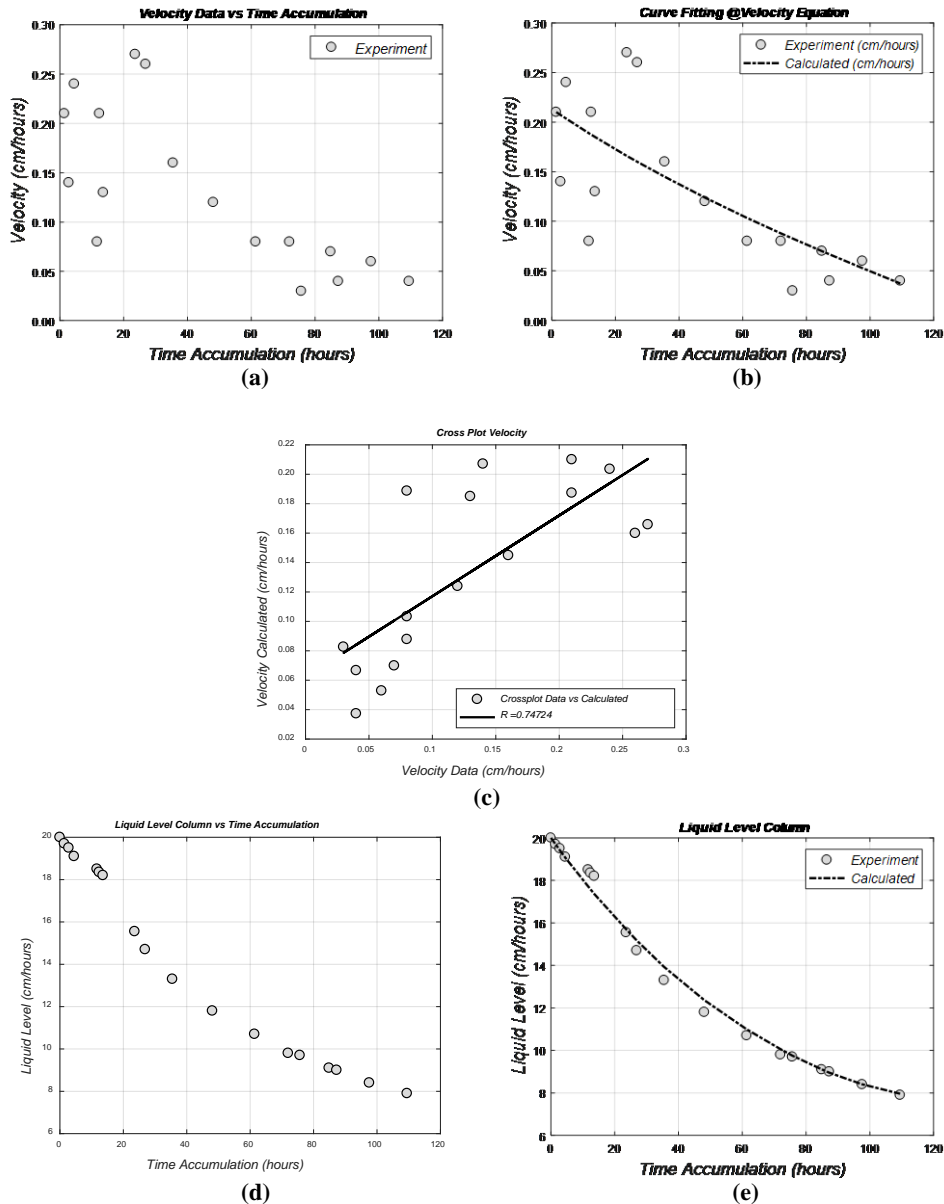 Velocity Data vs Time Accumulation
0.30
0.25
0.20
0.15
0.10
0.05
0.00
Velocity (cm/hours)
Experiment
0 20 40 60 80 100 120
Time Accumulation (hours)
(a)
Curve Fitting @Velocity Equation
0.30
0.25
0.20
0.15
0.10
0.05
0.00
Velocity (cm/hours)
Experiment (cm/hours)
Calculated (cm/hours)
0 20 40 60 80 100 120
Time Accumulation (hours)
(b)
Cross Plot Velocity
0.22
0.20
0.18
0.16
0.14
0.12
0.10
0.08
0.06
0.04
0.02
Velocity Calculated (cm/hours)
Crossplot Data vs Calculated
R =0.74724
0 0.05 0.1 0.15 0.2 0.25 0.3
Velocity Data (cm/hours)
(c)
Liquid Level Column vs Time Accumulation
20
18
16
14
12
10
8
6
Liquid Level (cm/hours)
0 20 40 60 80 100 120
Time Accumulation (hours)
(d)
Liquid Level Column
20
18
16
14
12
10
8
6
Liquid Level (cm/hours)
Experiment
Calculated
0 20 40 60 80 100 120
Time Accumulation (hours)
(e)